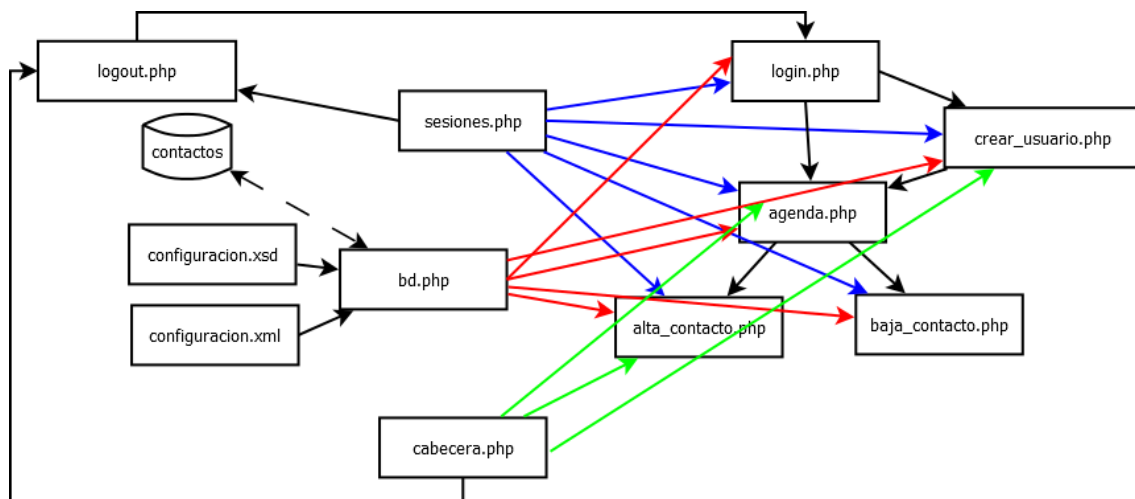 logout.php
login.php
sesiones.php
crear_usuario.php
contactos
agenda.php
configuracion.xsd
bd.php
configuracion.xml
alta_contacto.php
baja_contacto.php
cabecera.php